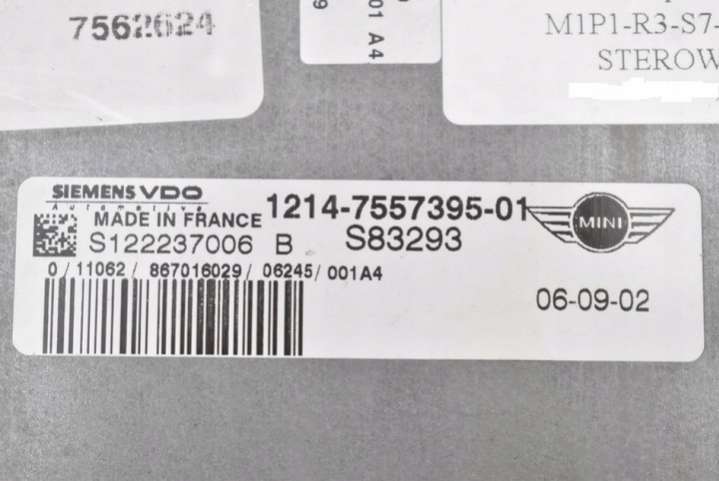 7562624
01 A4
9
M1P1-R3-S7-
STEROW
SIEMENS VDO
Automotive
MADE IN FRANCE
1214-7557395-01
MINI
S122237006 B
S83293
0/11062/867016029/06245/001A4
06-09-02